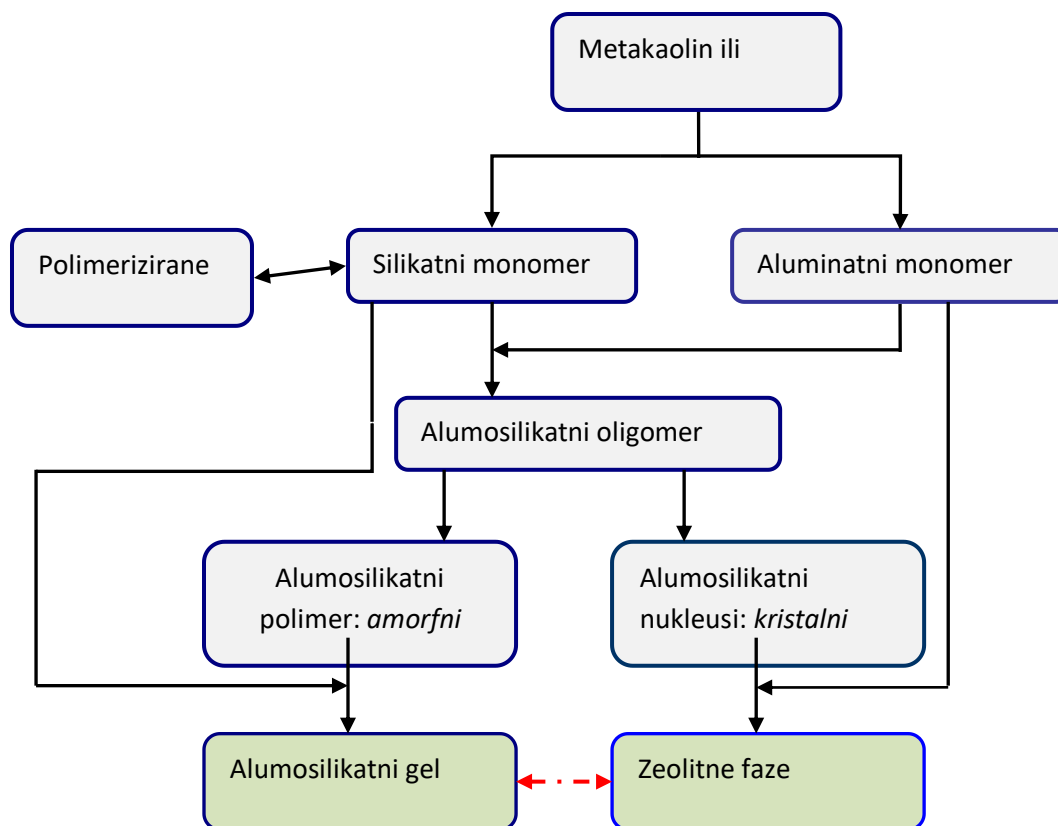 Metakaolin ili
Polimerizirane
Silikatni monomer
Aluminatni monomer
Alumosilikatni oligomer
Alumosilikatni
polimer: amorfni
Alumosilikatni
nukleusi: kristalni
Alumosilikatni gel
Zeolitne faze